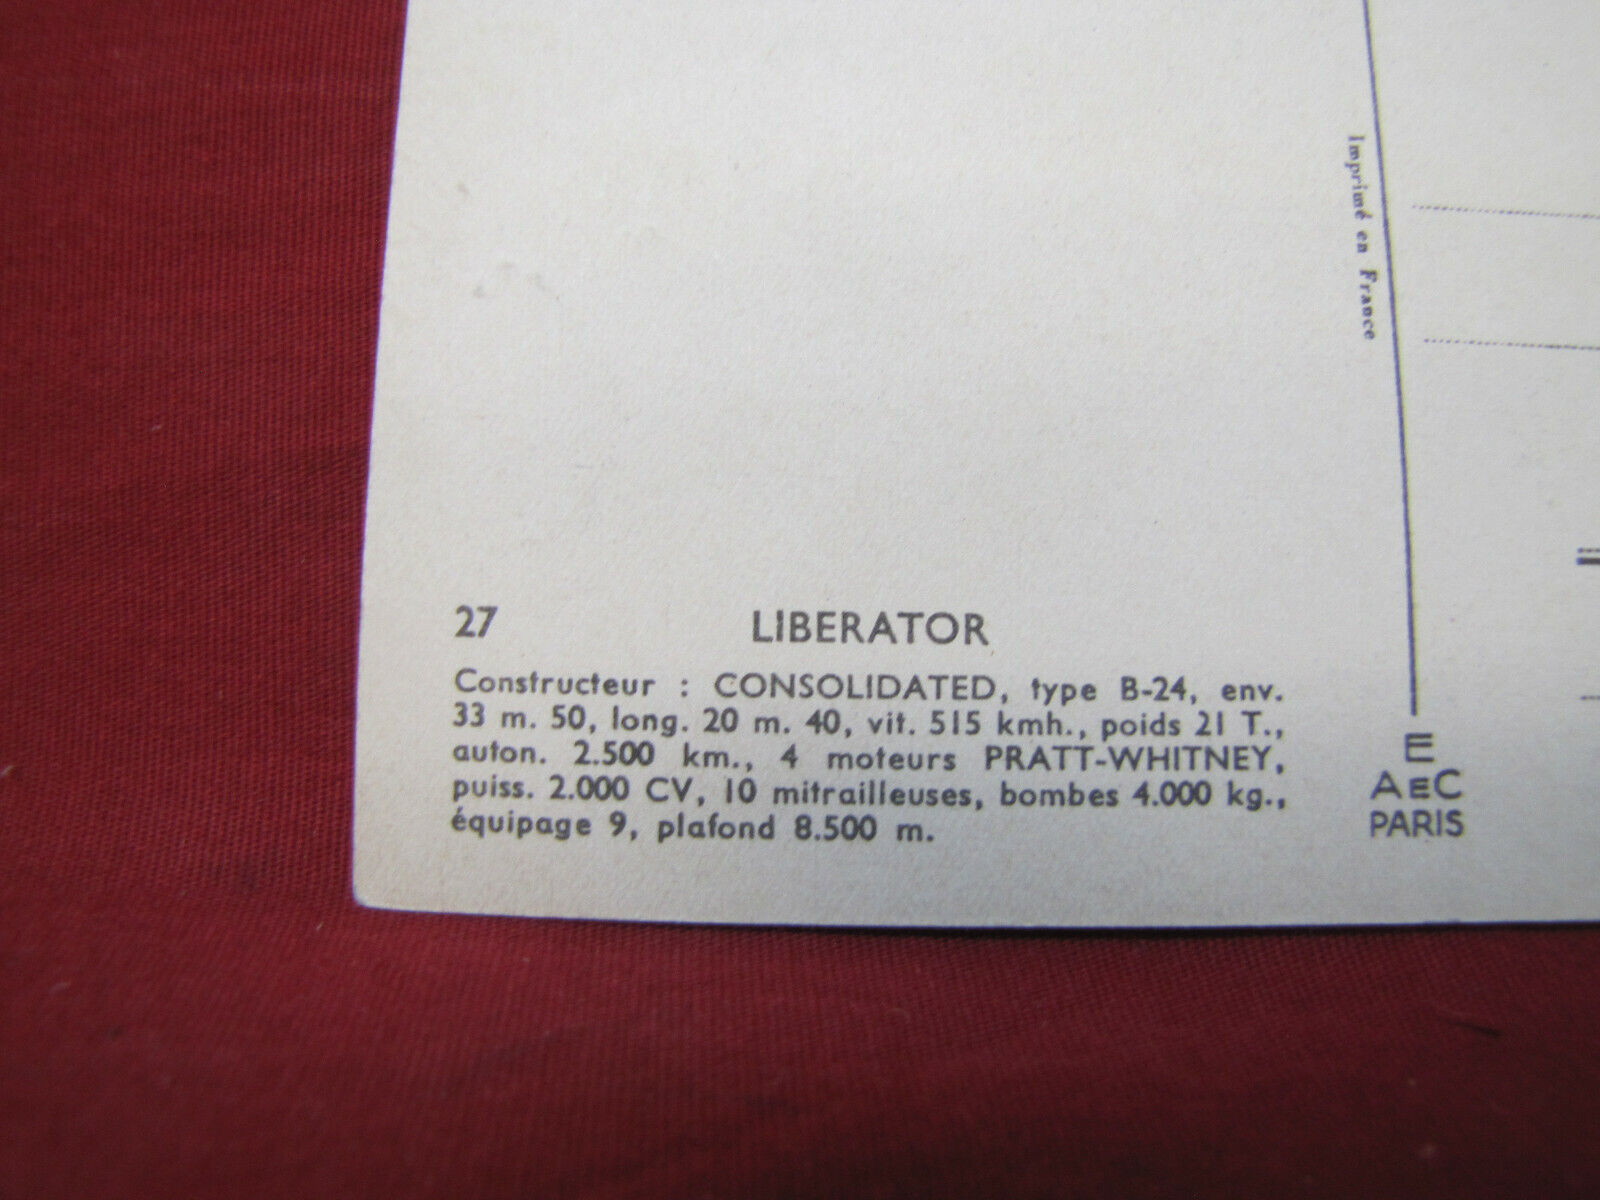 Imprimé en France
27 LIBERATOR
Constructeur : CONSOLIDATED, type B-24, env.
33 m. 50, long. 20 m. 40, vit. 515 kmh., poids 21 T.,
auton. 2.500 km., 4 moteurs PRATT-WHITNEY,
puiss. 2.000 CV, 10 mitrailleuses, bombes 4.000 kg.,
équipage 9, plafond 8.500 m.
E
AEC
PARIS